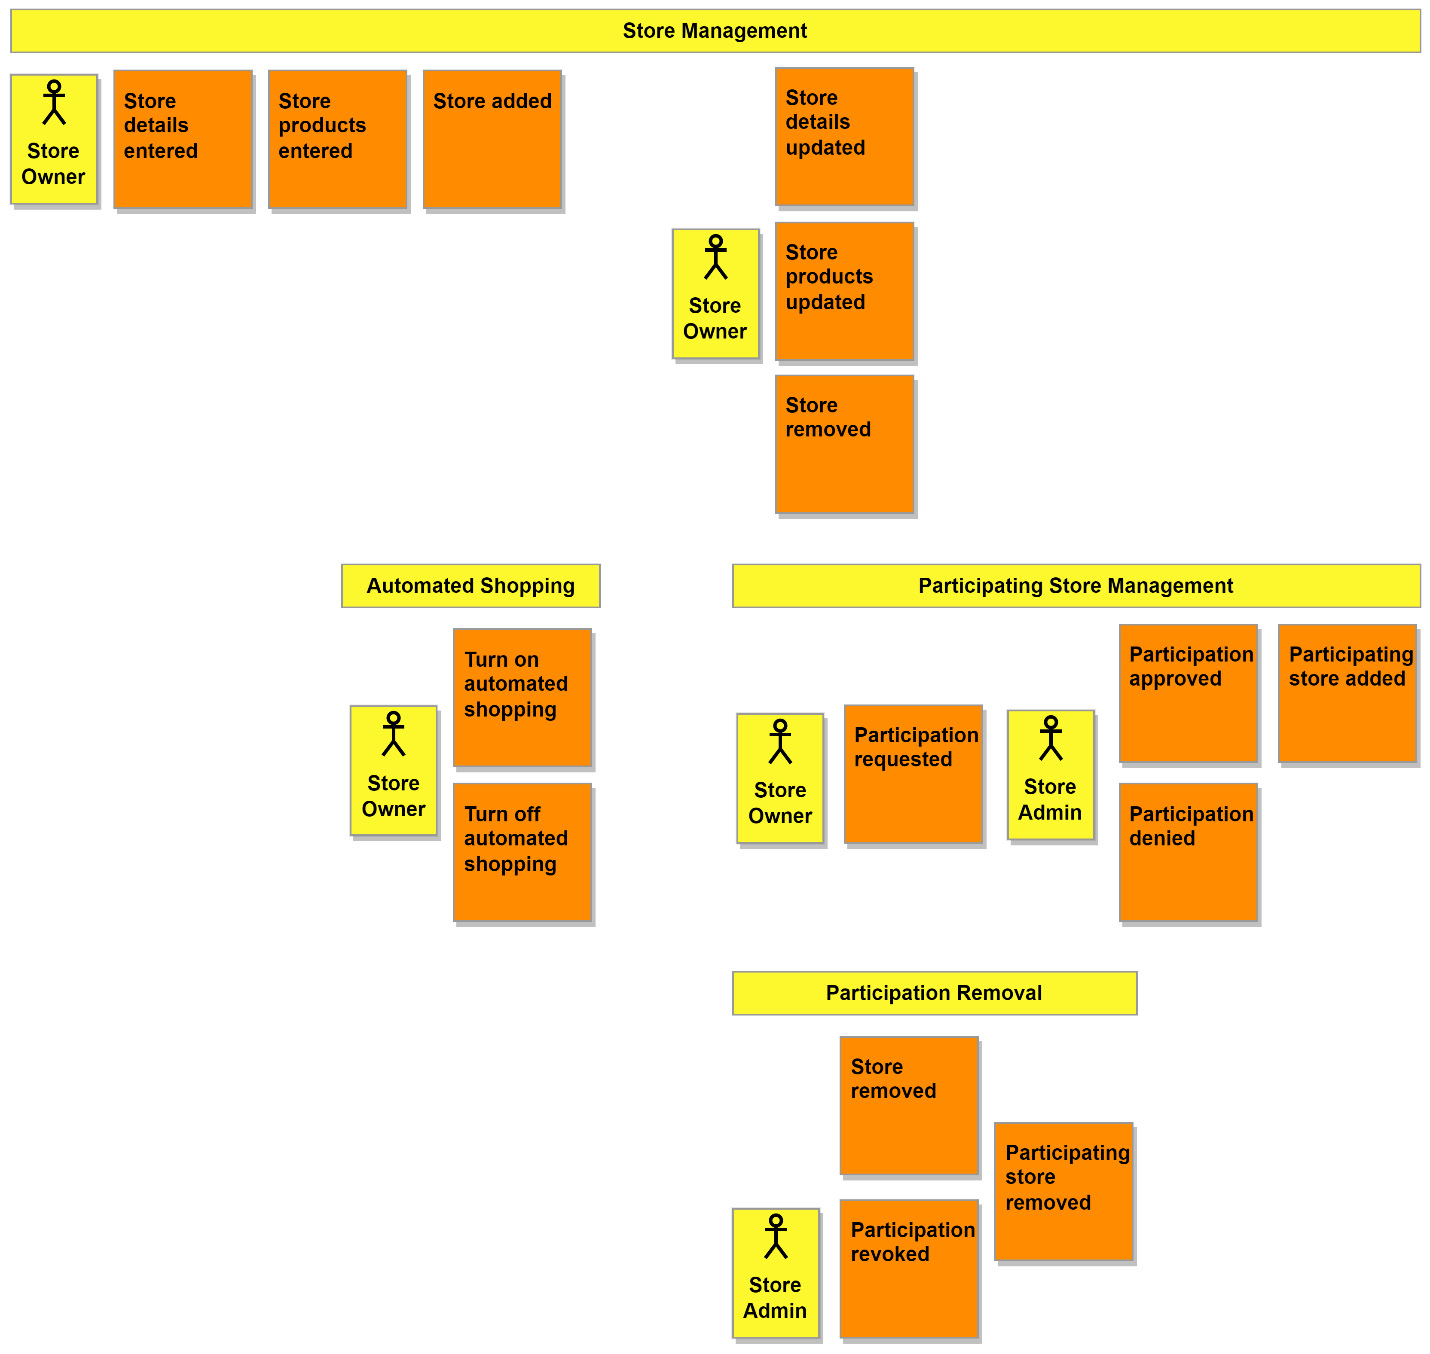 Store Management
Store
Owner
Store
details
entered
Store
products
entered
Store added
Store
details
updated
Store
Owner
Store
products
updated
Store
removed
Automated Shopping
Turn on
automated
shopping
Store
Owner
Turn off
automated
shopping
Participating Store Management
Store
Owner
Participation
requested
Store
Admin
Participation
approved
Participating
store added
Participation
denied
Participation Removal
Store
removed
Participating
store
removed
Store
Admin
Participation
revoked